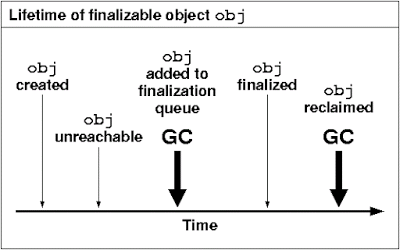 Lifetime of finalizable object obj
obj
created
obj
unreachable
obj
added to
finalization
queue
GC
obj
finalized
obj
reclaimed
GC
Time